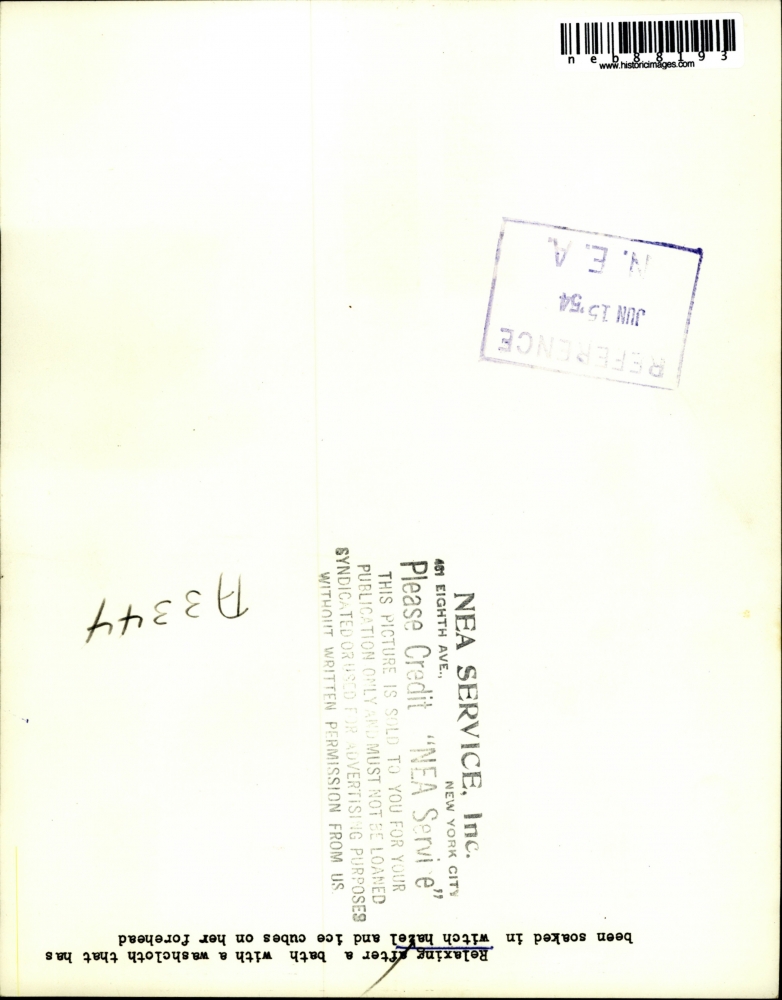 neb88193
www.historicimages.com
REFERENCE
JUN 15 '54
N. E. A.
NEA SERVICE, Inc.
461 EIGHTH AVE., NEW YORK CITY
Please Credit "NEA Servi e"
THIS PICTURE IS SOLD TO YOU FOR YOUR
PUBLICATION ONLY AND MUST NOT BE LOANED
SYNDICATED OR USED FOR ADVERTISING PURPOSES
WITHOUT WRITTEN PERMISSION FROM US
A3344
Relaxing after a bath with a washcloth that has
been soaked in witch hazel and ice cubes on her forehead